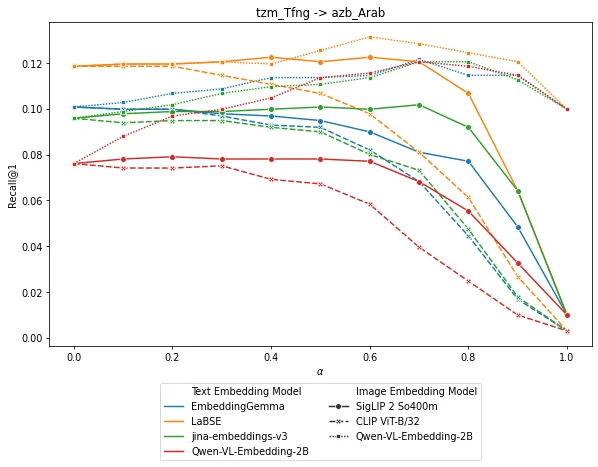 tzm_Tfng -> azb_Arab
Recall@1
0.12
0.10
0.08
0.06
0.04
0.02
0.00
0.0 0.2 0.4 0.6 0.8 1.0
α
Text Embedding Model
EmbeddingGemma
LaBSE
jina-embeddings-v3
Qwen-VL-Embedding-2B
Image Embedding Model
SigLIP 2 So400m
CLIP ViT-B/32
Qwen-VL-Embedding-2B